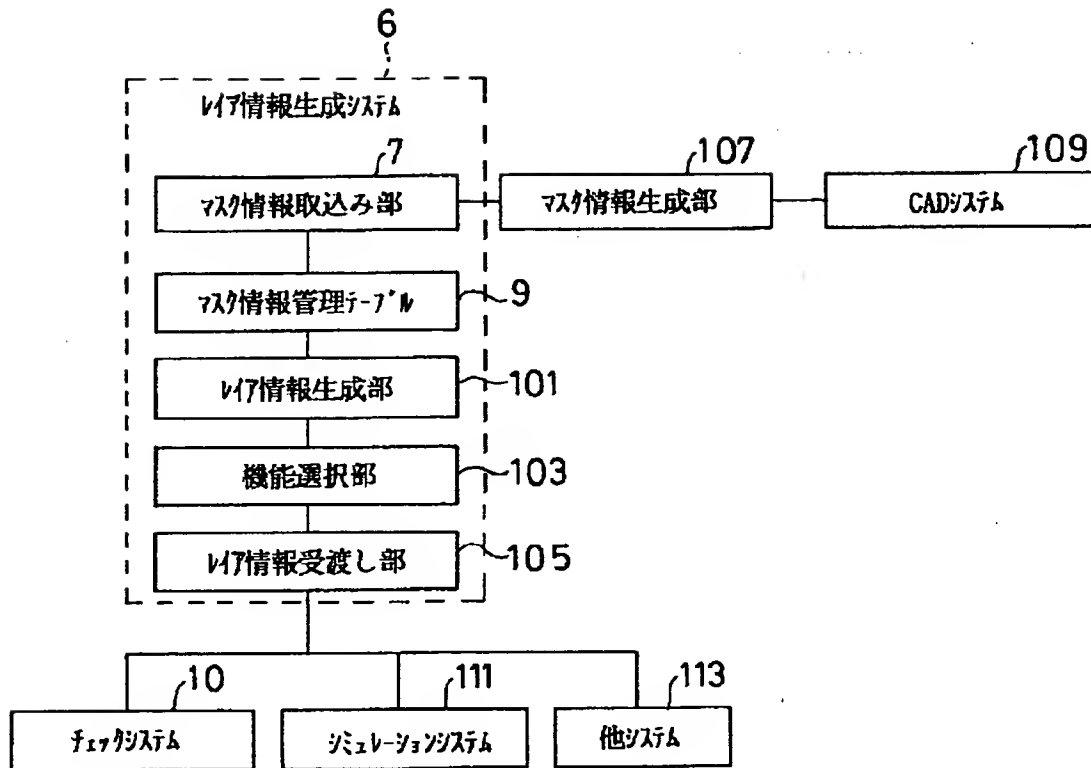 6
レイア情報生成システム
7
107
109
マスク情報取込み部
マスク情報生成部
CADシステム
マスク情報管理テーブル
9
レイア情報生成部
101
機能選択部
103
レイア情報受渡し部
105
10
111
113
チェックシステム
シミュレーションシステム
他システム